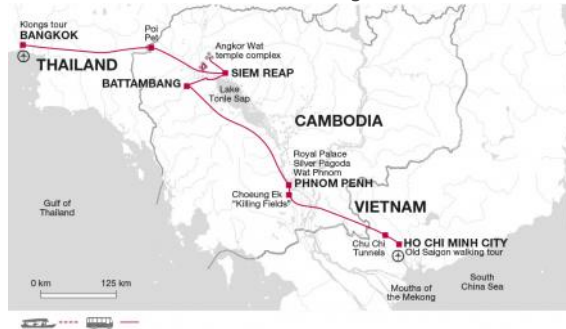 Klongs tour
BANGKOK
Poi
Pet
Angkor Wat
temple complex
THAILAND
SIEM REAP
BATTAMBANG
Lake
Tonle Sap
CAMBODIA
Royal Palace
Silver Pagoda
Wat Phnom
PHNOM PENH
Choeung Ek
"Killing Fields"
VIETNAM
Gulf of
Thailand
Chu Chi
Tunnels
HO CHI MINH CITY
Old Saigon walking tour
0 km
125 km
South
China Sea
Mouths of
the Mekong